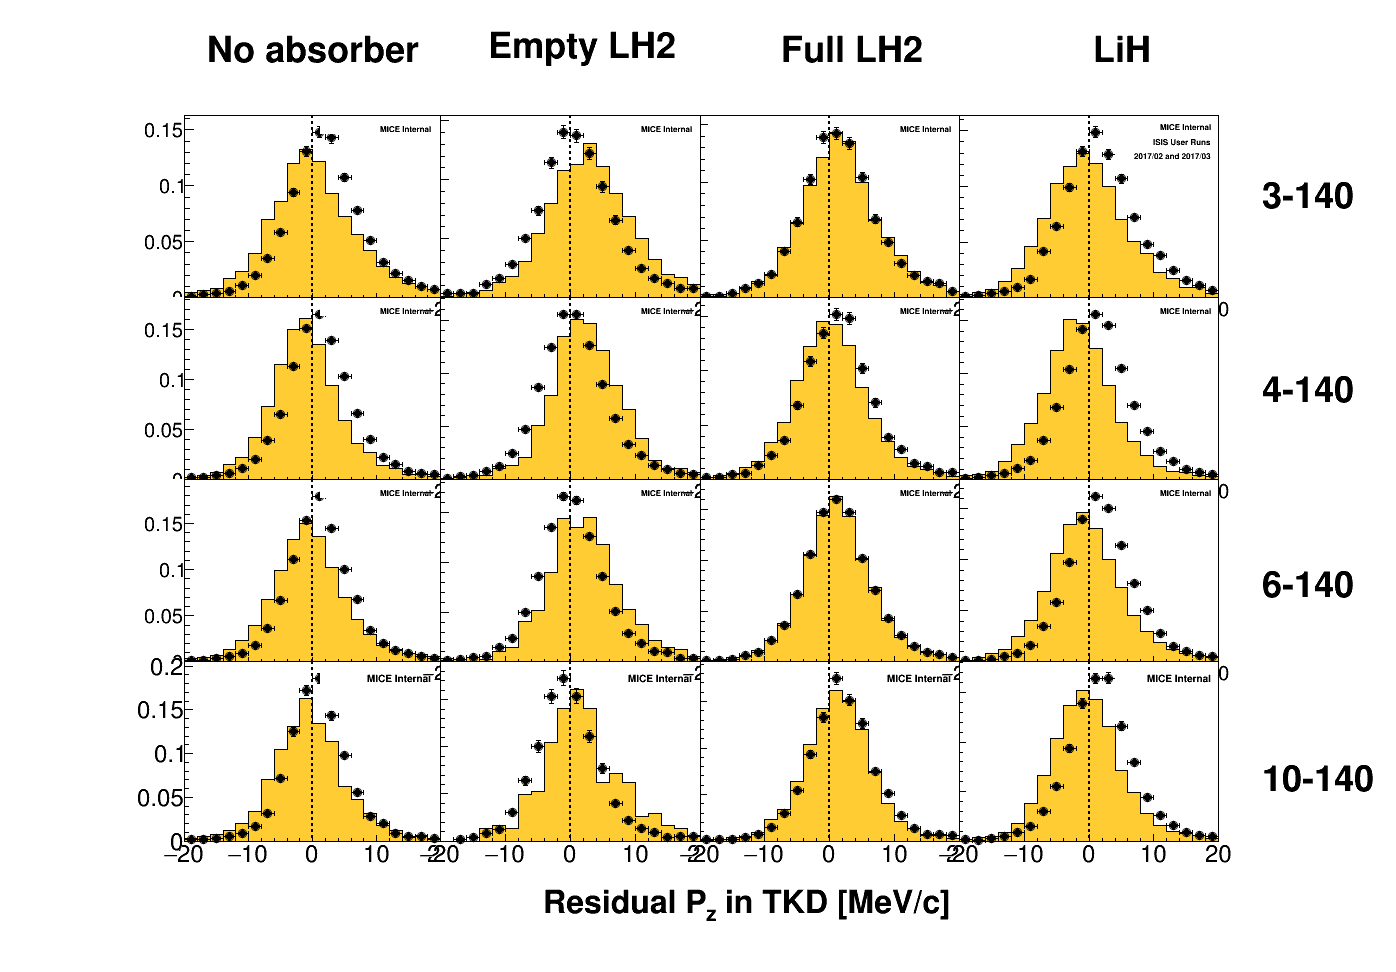 No absorber Empty LH2 Full LH2 LiH
0.15 MICE Internal MICE Internal MICE Internal MICE Internal
ISIS User Runs
2017/02 and 2017/03
0.1 3-140
0.05
MICE Internal MICE Internal MICE Internal MICE Internal
0.15
0.1 4-140
0.05
MICE Internal MICE Internal MICE Internal MICE Internal
0.15
0.1 6-140
0.05
0.2
MICE Internal MICE Internal MICE Internal MICE Internal
0.15
0.1 10-140
0.05
0
−20 −10 0 10 −20 −10 0 10 −20 −10 0 10 −20 −10 0 10 20
Residual Pz in TKD [MeV/c]